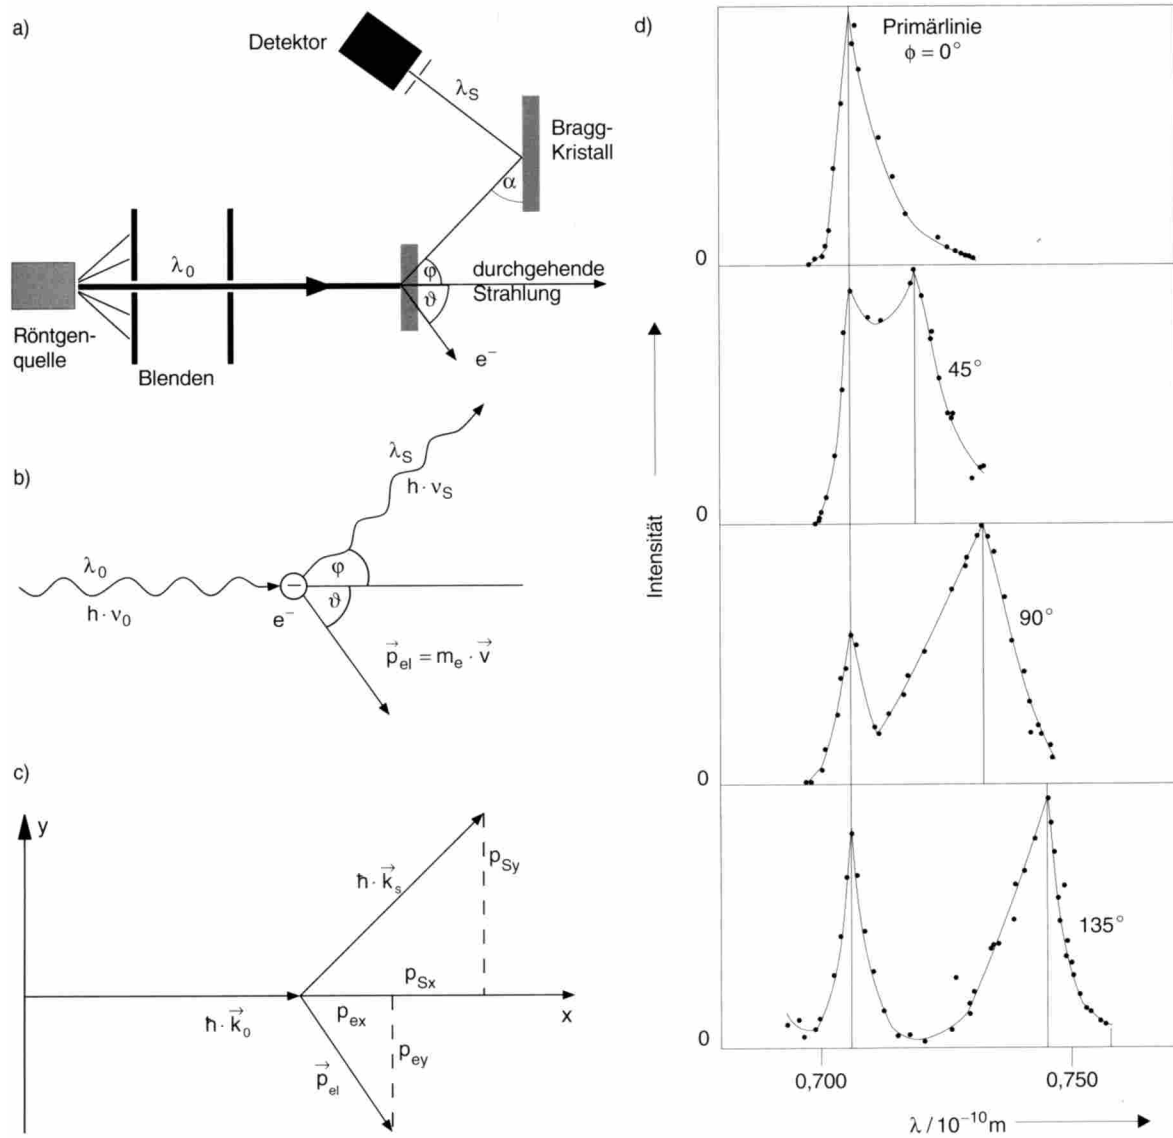 a)
Detektor
λS
Bragg-
Kristall
α
λ0
φ
ϑ
durchgehende
Strahlung
Röntgen-
quelle
Blenden
e⁻
b)
λS
h · νS
λ0
h · ν0
φ
ϑ
−
e⁻
p⃗el = me · v⃗
c)
y
ħ · k⃗s
pSy
pSx
ħ · k⃗0
pex
x
p⃗el
pey
d)
Primärlinie
ϕ = 0°
0
45°
0
Intensität
90°
0
135°
0
0,700
0,750
λ / 10⁻¹⁰m